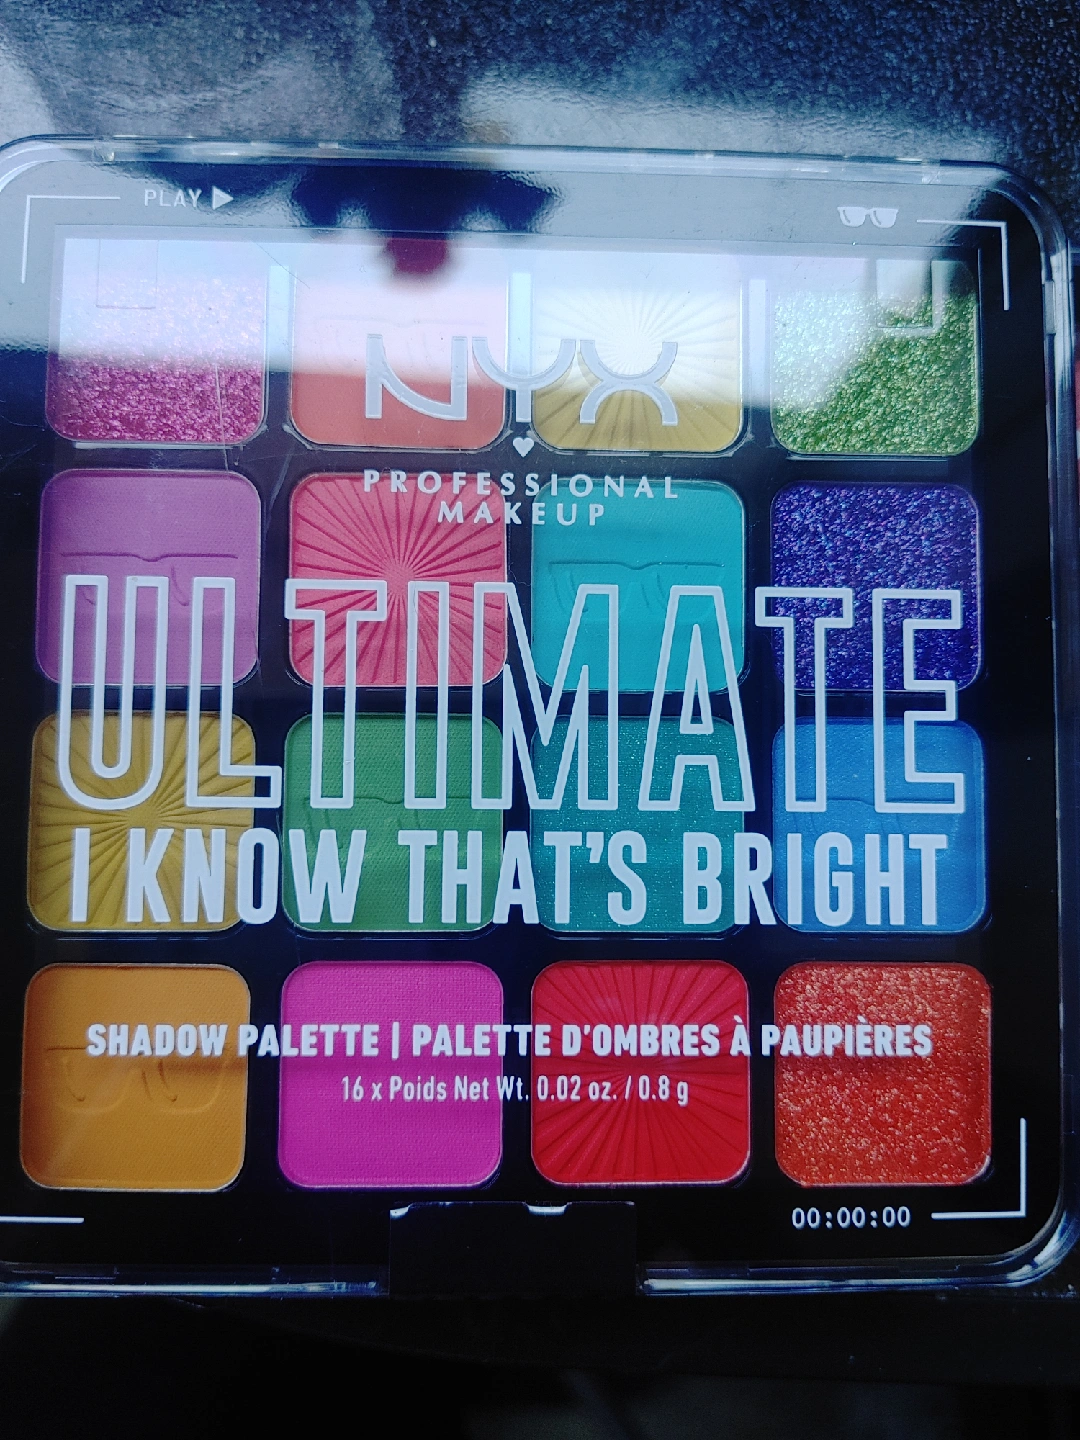 PLAY
NYX
PROFESSIONAL
MAKEUP
ULTIMATE
I KNOW THAT'S BRIGHT
SHADOW PALETTE | PALETTE D'OMBRES À PAUPIÈRES
16 x Poids Net Wt. 0.02 oz. / 0.8 g
00:00:00